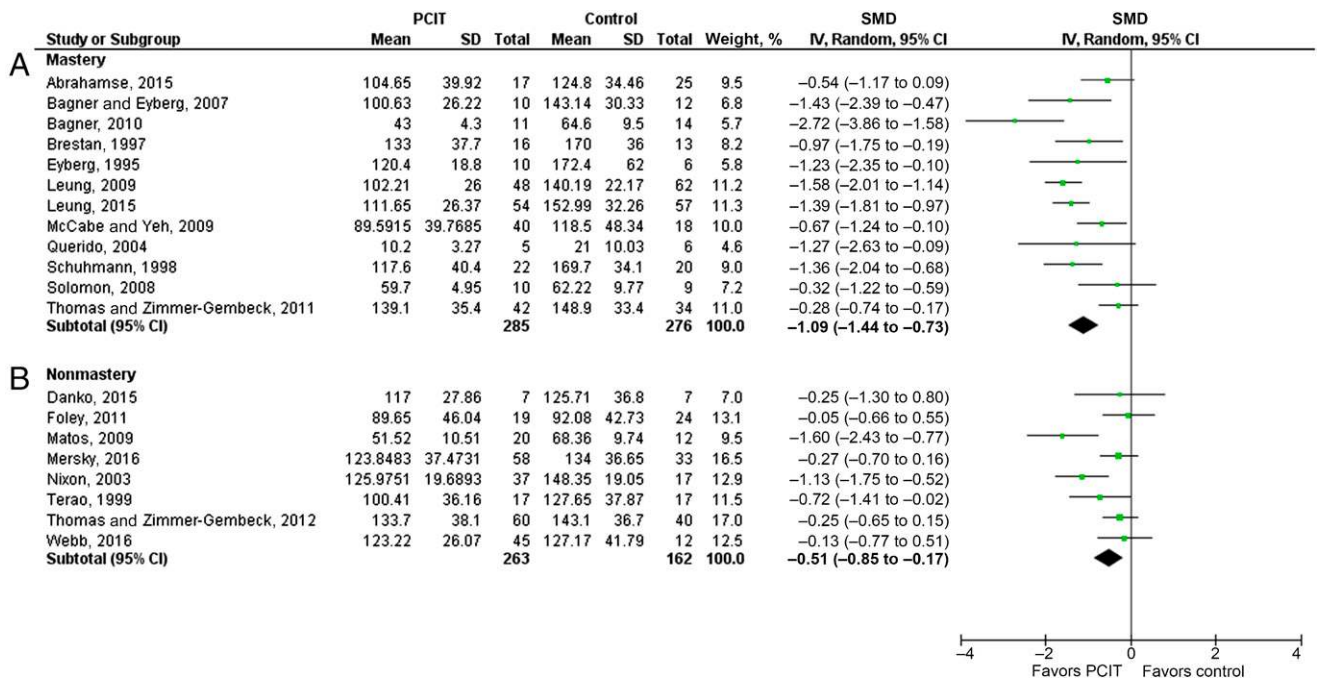 PCIT Control SMD SMD
Study or Subgroup Mean SD Total Mean SD Total Weight, % IV, Random, 95% CI IV, Random, 95% CI
A Mastery
Abrahamse, 2015 104.65 39.92 17 124.8 34.46 25 9.5 –0.54 (–1.17 to 0.09)
Bagner and Eyberg, 2007 100.63 26.22 10 143.14 30.33 12 6.8 –1.43 (–2.39 to –0.47)
Bagner, 2010 43 4.3 11 64.6 9.5 14 5.7 –2.72 (–3.86 to –1.58)
Brestan, 1997 133 37.7 16 170 36 13 8.2 –0.97 (–1.75 to –0.19)
Eyberg, 1995 120.4 18.8 10 172.4 62 6 5.8 –1.23 (–2.35 to –0.10)
Leung, 2009 102.21 26 48 140.19 22.17 62 11.2 –1.58 (–2.01 to –1.14)
Leung, 2015 111.65 26.37 54 152.99 32.26 57 11.3 –1.39 (–1.81 to –0.97)
McCabe and Yeh, 2009 89.5915 39.7685 40 118.5 48.34 18 10.0 –0.67 (–1.24 to –0.10)
Querido, 2004 10.2 3.27 5 21 10.03 6 4.6 –1.27 (–2.63 to –0.09)
Schuhmann, 1998 117.6 40.4 22 169.7 34.1 20 9.0 –1.36 (–2.04 to –0.68)
Solomon, 2008 59.7 4.95 10 62.22 9.77 9 7.2 –0.32 (–1.22 to –0.59)
Thomas and Zimmer-Gembeck, 2011 139.1 35.4 42 148.9 33.4 34 11.0 –0.28 (–0.74 to –0.17)
Subtotal (95% CI) 285 276 100.0 –1.09 (–1.44 to –0.73)
B Nonmastery
Danko, 2015 117 27.86 7 125.71 36.8 7 7.0 –0.25 (–1.30 to 0.80)
Foley, 2011 89.65 46.04 19 92.08 42.73 24 13.1 –0.05 (–0.66 to 0.55)
Matos, 2009 51.52 10.51 20 68.36 9.74 12 9.5 –1.60 (–2.43 to –0.77)
Mersky, 2016 123.8483 37.4731 58 134 36.65 33 16.5 –0.27 (–0.70 to 0.16)
Nixon, 2003 125.9751 19.6893 37 148.35 19.05 17 12.9 –1.13 (–1.75 to –0.52)
Terao, 1999 100.41 36.16 17 127.65 37.87 17 11.5 –0.72 (–1.41 to –0.02)
Thomas and Zimmer-Gembeck, 2012 133.7 38.1 60 143.1 36.7 40 17.0 –0.25 (–0.65 to 0.15)
Webb, 2016 123.22 26.07 45 127.17 41.79 12 12.5 –0.13 (–0.77 to 0.51)
Subtotal (95% CI) 263 162 100.0 –0.51 (–0.85 to –0.17)
–4 –2 0 2 4
Favors PCIT Favors control